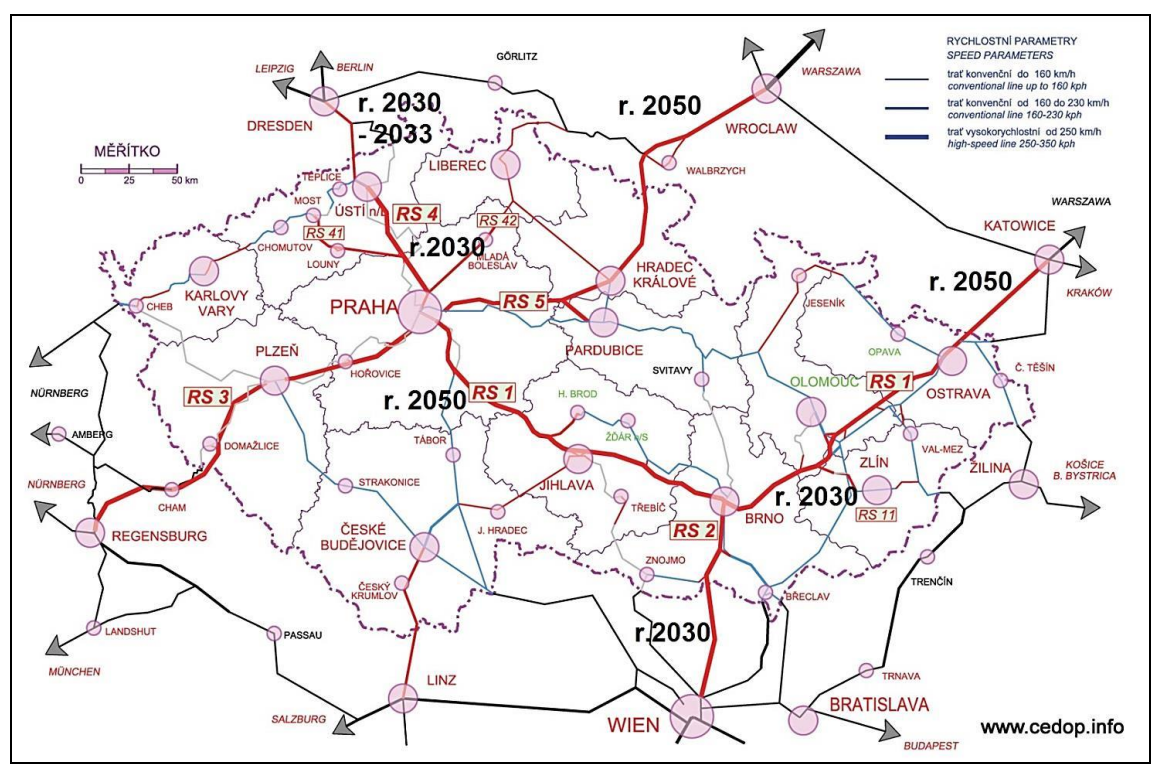 GÖRLITZ
LEIPZIG
BERLIN
WARSZAWA
RYCHLOSTNÍ PARAMETRY
SPEED PARAMETERS
trať konvenční do 160 km/h
conventional line up to 160 kph
trať konvenční od 160 do 230 km/h
conventional line 160-230 kph
trať vysokorychlostní od 250 km/h
high-speed line 250-350 kph
r. 2030
- 2033
r. 2050
DRESDEN
WROCLAW
MĚŘÍTKO
0 25 50 km
LIBEREC
WALBRZYCH
TEPLICE
MOST
ÚSTÍ n/L
RS 4
RS 42
WARSZAWA
KATOWICE
RS 41
CHOMUTOV
LOUNY
r.2030
MLADÁ
BOLESLAV
HRADEC
KRÁLOVÉ
r. 2050
KRAKÓW
KARLOVY
VARY
CHEB
PRAHA
RS 5
JESENÍK
PLZEŇ
HOŘOVICE
PARDUBICE
OPAVA
NÜRNBERG
RS 3
r. 2050
RS 1
H. BROD
SVITAVY
OLOMOUC
RS 1
OSTRAVA
Č. TĚŠÍN
AMBERG
DOMAŽLICE
TÁBOR
ŽĎÁR n/S
VAL-MEZ
NÜRNBERG
CHAM
STRAKONICE
JIHLAVA
ZLÍN
ŽILINA
KOŠICE
B. BYSTRICA
r. 2030
REGENSBURG
ČESKÉ
BUDĚJOVICE
J. HRADEC
TŘEBÍČ
RS 2
BRNO
RS 11
ČESKÝ
KRUMLOV
ZNOJMO
BŘECLAV
TRENČÍN
LANDSHUT
PASSAU
r.2030
MÜNCHEN
LINZ
TRNAVA
SALZBURG
WIEN
BRATISLAVA
www.cedop.info
BUDAPEST